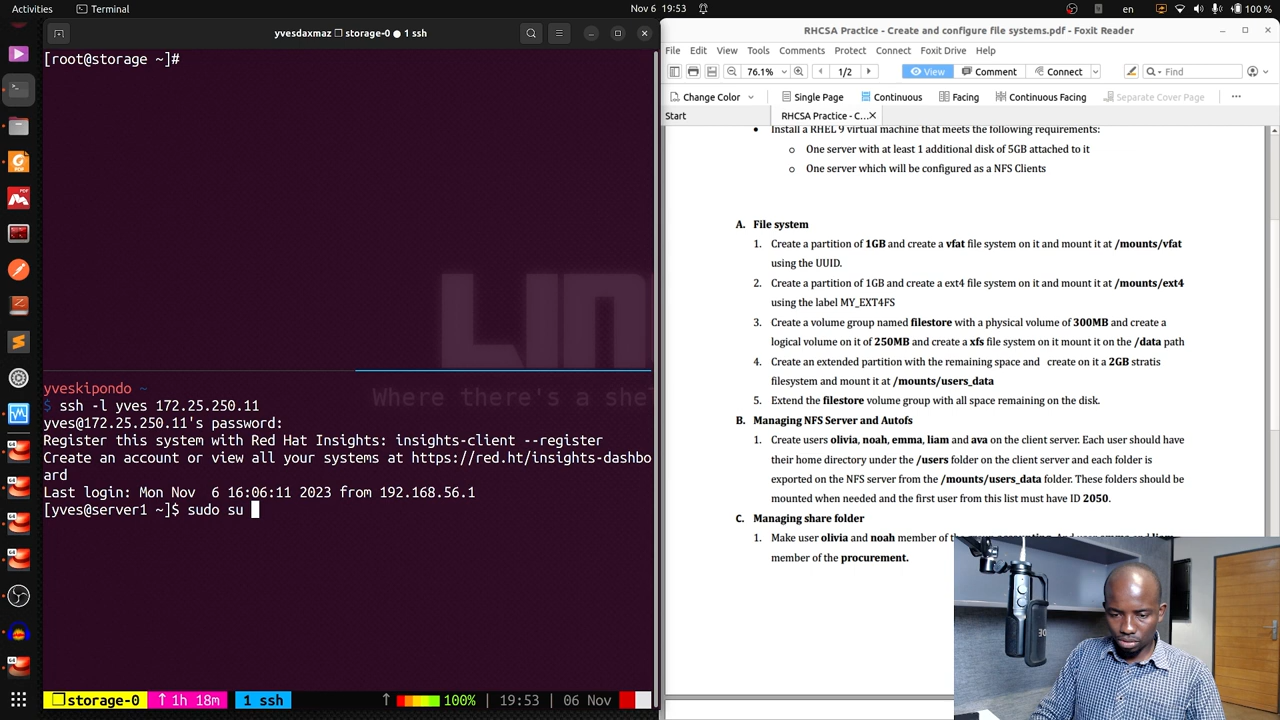 Activities
storage-0
1 ssh
Nov 6 19:53
yvesdaxmaz storage-0 ● 1 ssh
[root@storage ~]#
LIN
Where there's a she
yveskipondo ~
$ ssh -l yves 172.25.250.11
yves@172.25.250.11's password:
Register this system with Red Hat Insights: insights-client --register
Create an account or view all your systems at https://red.ht/insights-dashbo
ard
Last login: Mon Nov  6 16:06:11 2023 from 192.168.56.1
[yves@server1 ~]$ sudo su
storage-0 ↑ 1h 18m 1 ssh ↑ 100% | 19:53 | 06 Nov
RHCSA Practice - Create and configure file systems.pdf - Foxit Reader
File Edit View Tools Comments Protect Connect Foxit Drive Help
76.1% 1/2 View Comment Connect Find
Change Color Single Page Continuous Facing Continuous Facing Separate Cover Page ···
Start RHCSA Practice - C...
• Install a RHEL 9 virtual machine that meets the following requirements:
o One server with at least 1 additional disk of 5GB attached to it
o One server which will be configured as a NFS Clients
A. File system
1. Create a partition of 1GB and create a vfat file system on it and mount it at /mounts/vfat
using the UUID.
2. Create a partition of 1GB and create a ext4 file system on it and mount it at /mounts/ext4
using the label MY_EXT4FS
3. Create a volume group named filestore with a physical volume of 300MB and create a
logical volume on it of 250MB and create a xfs file system on it mount it on the /data path
4. Create an extended partition with the remaining space and create on it a 2GB stratis
filesystem and mount it at /mounts/users_data
5. Extend the filestore volume group with all space remaining on the disk.
B. Managing NFS Server and Autofs
1. Create users olivia, noah, emma, liam and ava on the client server. Each user should have
their home directory under the /users folder on the client server and each folder is
exported on the NFS server from the /mounts/users_data folder. These folders should be
mounted when needed and the first user from this list must have ID 2050.
C. Managing share folder
1. Make user olivia and noah member of
member of the procurement.